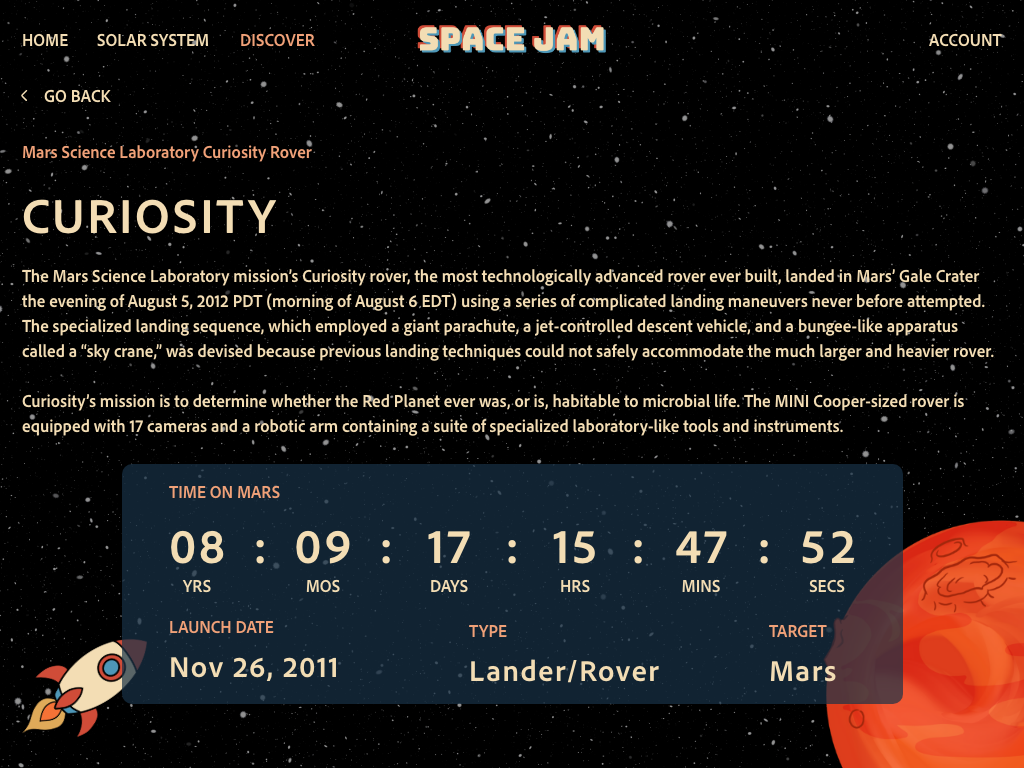 HOME SOLAR SYSTEM DISCOVER SPACE JAM ACCOUNT
GO BACK
Mars Science Laboratory Curiosity Rover
CURIOSITY
The Mars Science Laboratory mission’s Curiosity rover, the most technologically advanced rover ever built, landed in Mars’ Gale Crater
the evening of August 5, 2012 PDT (morning of August 6 EDT) using a series of complicated landing maneuvers never before attempted.
The specialized landing sequence, which employed a giant parachute, a jet-controlled descent vehicle, and a bungee-like apparatus
called a “sky crane,” was devised because previous landing techniques could not safely accommodate the much larger and heavier rover.
Curiosity’s mission is to determine whether the Red Planet ever was, or is, habitable to microbial life. The MINI Cooper-sized rover is
equipped with 17 cameras and a robotic arm containing a suite of specialized laboratory-like tools and instruments.
TIME ON MARS
08 : 09 : 17 : 15 : 47 : 52
YRS MOS DAYS HRS MINS SECS
LAUNCH DATE TYPE TARGET
Nov 26, 2011 Lander/Rover Mars